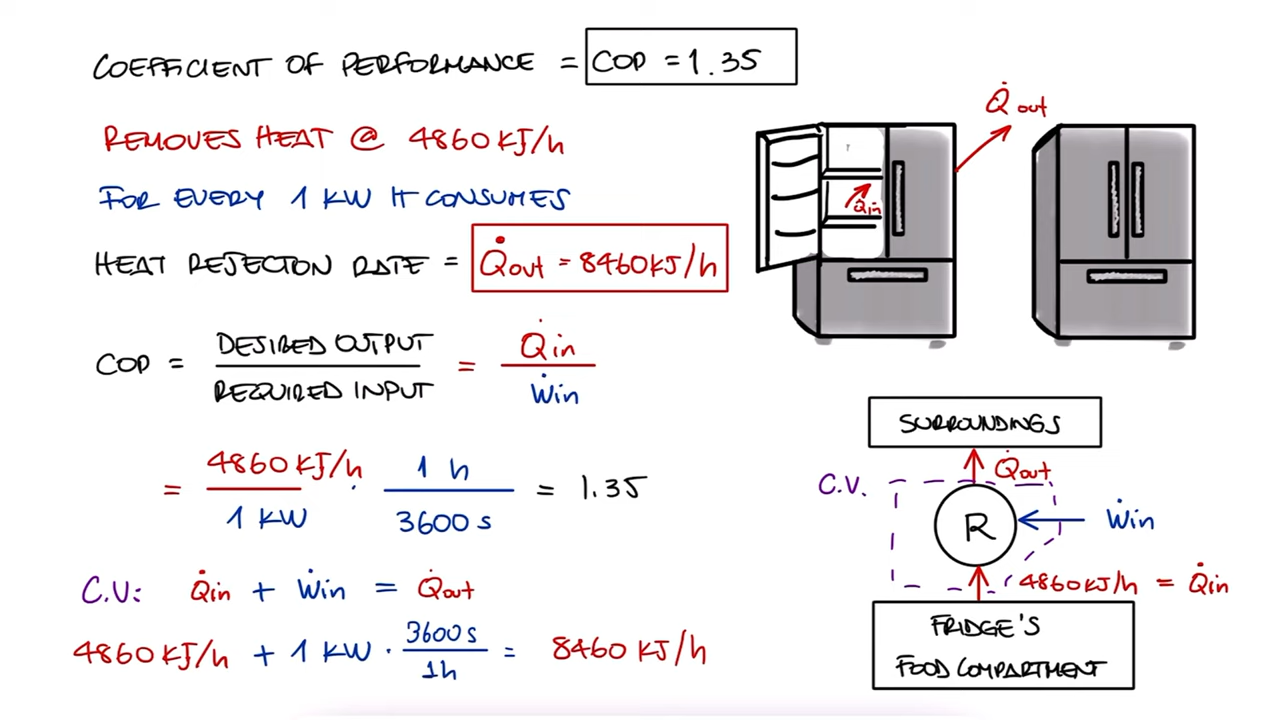 COEFFICIENT OF PERFORMANCE = COP = 1.35
REMOVES HEAT @ 4860 KJ/h
FOR EVERY 1 KW IT CONSUMES
HEAT REJECTION RATE = Q̇out = 8460 KJ/h
COP = DESIRED OUTPUT / REQUIRED INPUT = Q̇in / Ẇin
= 4860 KJ/h / 1 KW · 1 h / 3600 s = 1.35
C.V: Q̇in + Ẇin = Q̇out
4860 KJ/h + 1 KW · 3600 s / 1h = 8460 KJ/h
Q̇out
Q̇in
SURROUNDINGS
Q̇out
C.V.
R
Ẇin
4860 KJ/h = Q̇in
FRIDGE'S
FOOD COMPARTMENT